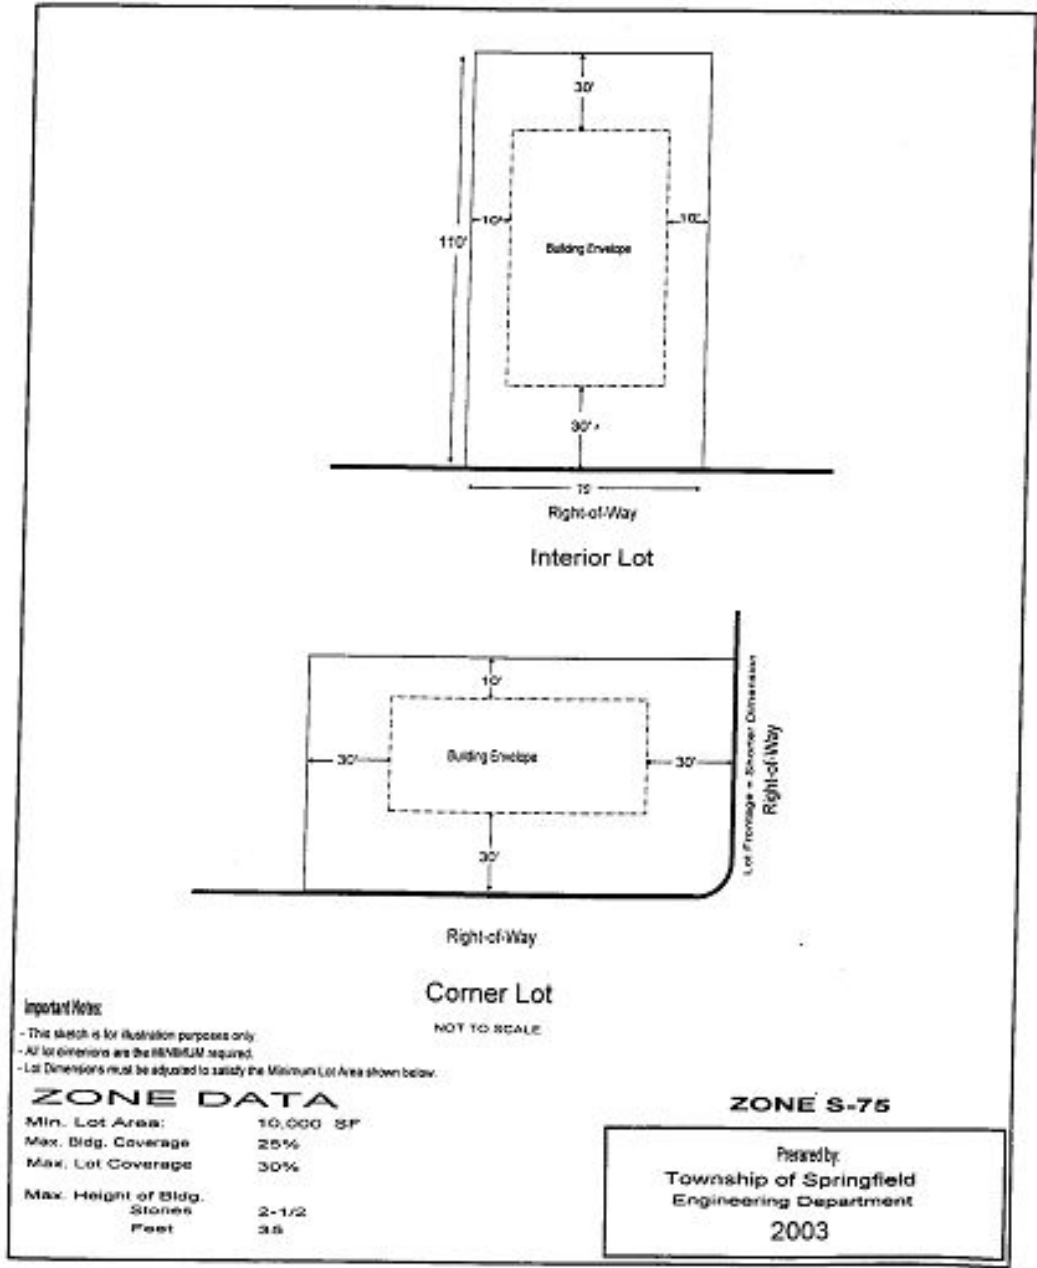 30'
10'
10'
110'
Building Envelope
30'
75'
Right-of-Way
Interior Lot
10'
30'
Building Envelope
30'
30'
Lot Frontage = Shorter Dimension
Right-of-Way
Right-of-Way
Corner Lot
NOT TO SCALE
Important Notes:
- This sketch is for illustration purposes only.
- All lot dimensions are the MINIMUM required.
- Lot Dimensions must be adjusted to satisfy the Minimum Lot Area shown below.
ZONE DATA
Min. Lot Area: 10,000 SF
Max. Bldg. Coverage 25%
Max. Lot Coverage 30%
Max. Height of Bldg.
Stories 2-1/2
Feet 35
ZONE S-75
Prepared by:
Township of Springfield
Engineering Department
2003